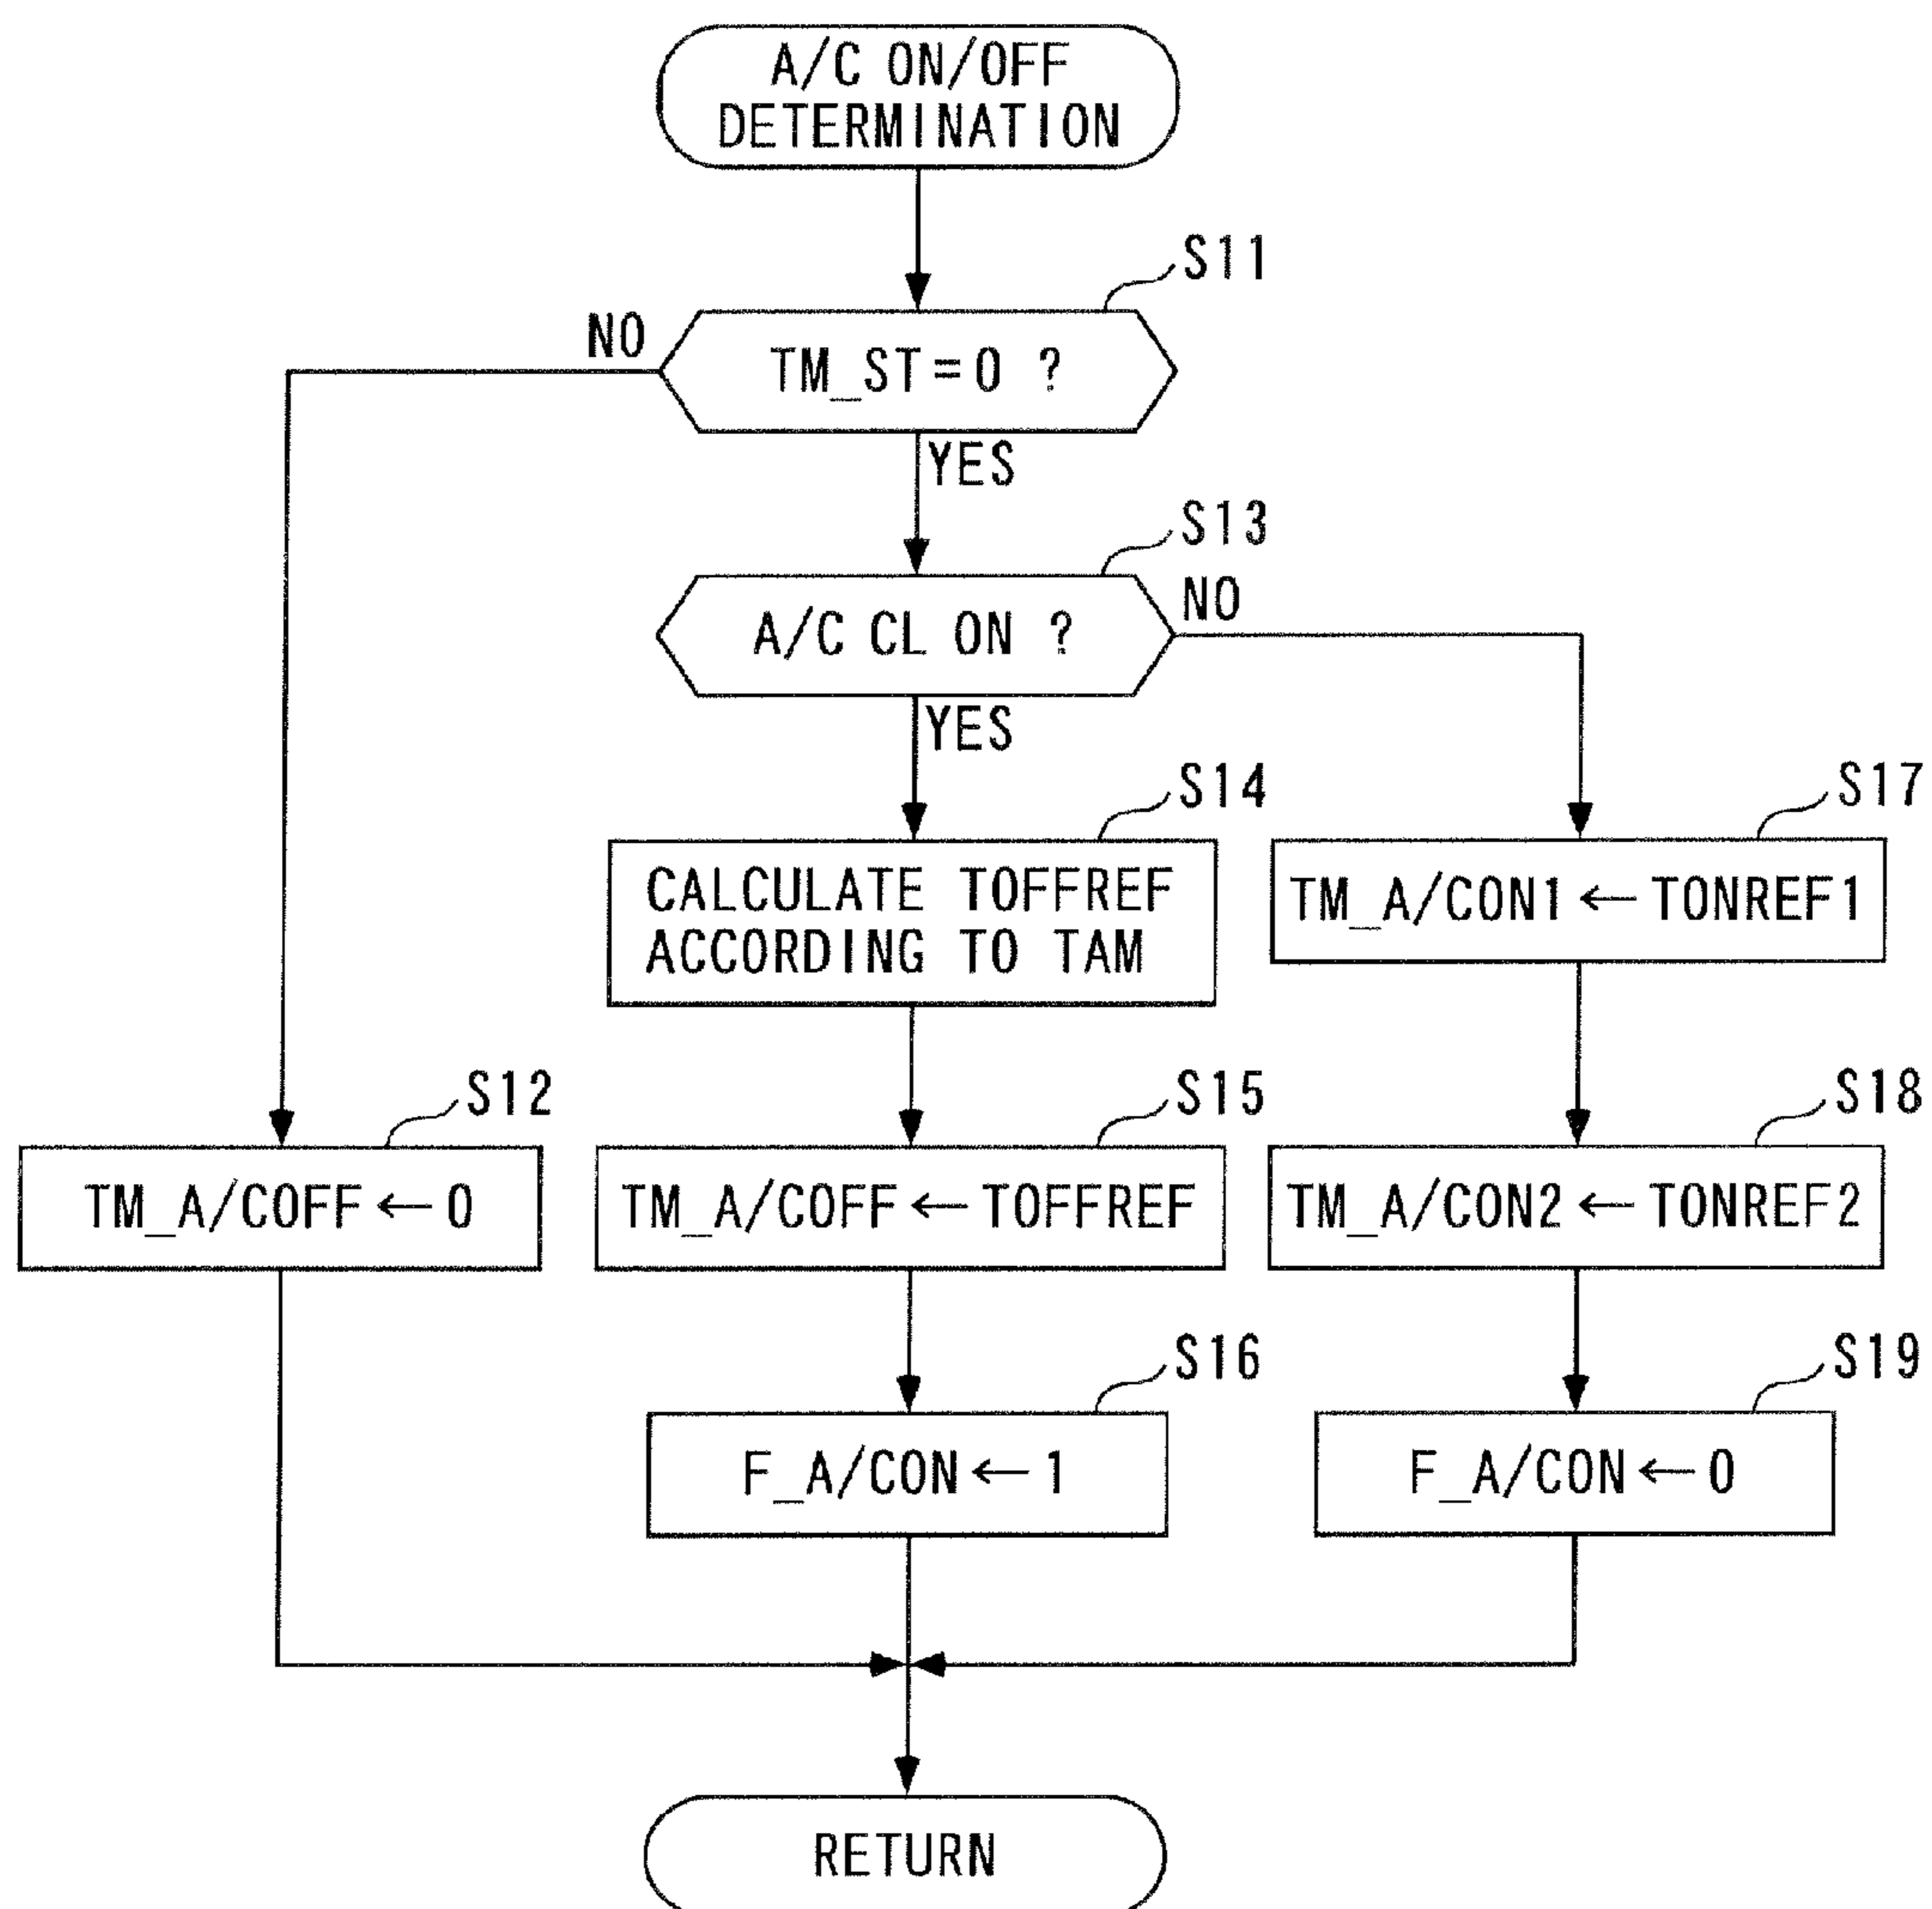 A/C ON/OFF
DETERMINATION
S11
NO
TM_ST=0 ?
YES
S13
NO
A/C CL ON ?
YES
S14
S17
CALCULATE TOFFREF
ACCORDING TO TAM
TM_A/CON1←TONREF1
S12
S15
S18
TM_A/COFF←0
TM_A/COFF←TOFFREF
TM_A/CON2←TONREF2
S16
S19
F_A/CON←1
F_A/CON←0
RETURN